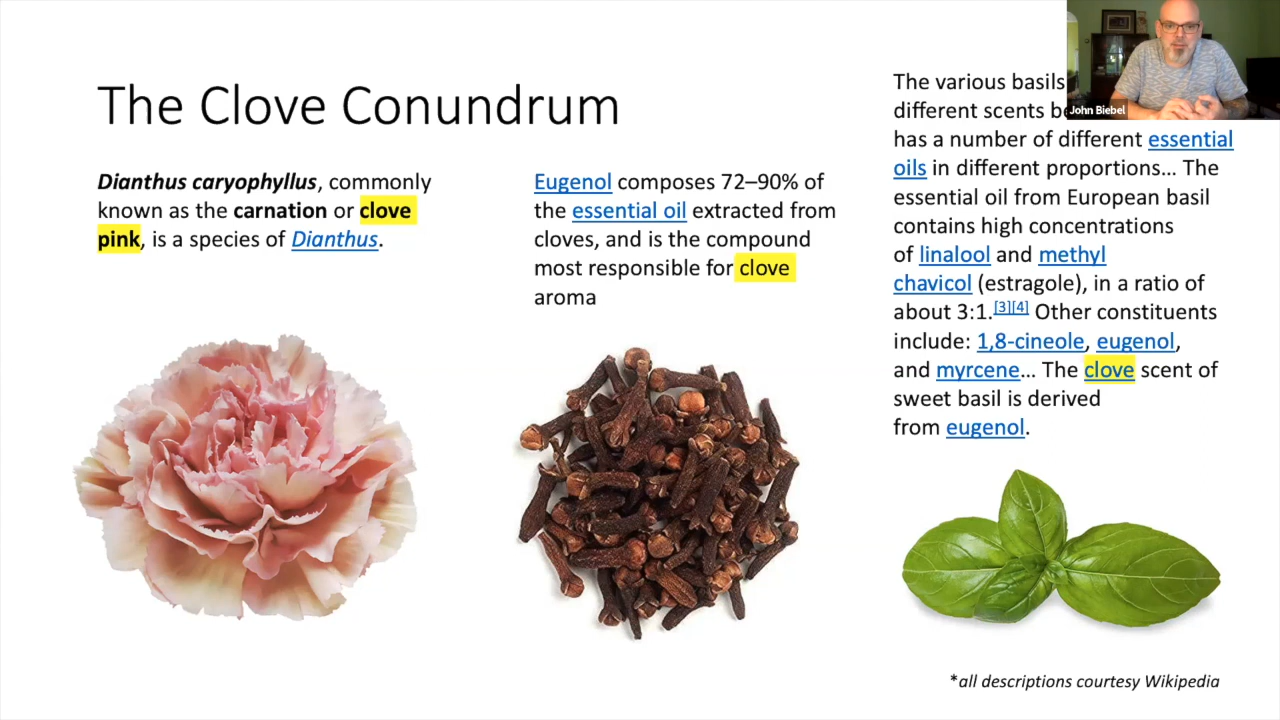 The Clove Conundrum
Dianthus caryophyllus, commonly
known as the carnation or clove
pink, is a species of Dianthus.
Eugenol composes 72–90% of
the essential oil extracted from
cloves, and is the compound
most responsible for clove
aroma
The various basils
different scents
has a number of different essential
oils in different proportions... The
essential oil from European basil
contains high concentrations
of linalool and methyl
chavicol (estragole), in a ratio of
about 3:1.[3][4] Other constituents
include: 1,8-cineole, eugenol,
and myrcene... The clove scent of
sweet basil is derived
from eugenol.
*all descriptions courtesy Wikipedia
John Biebel